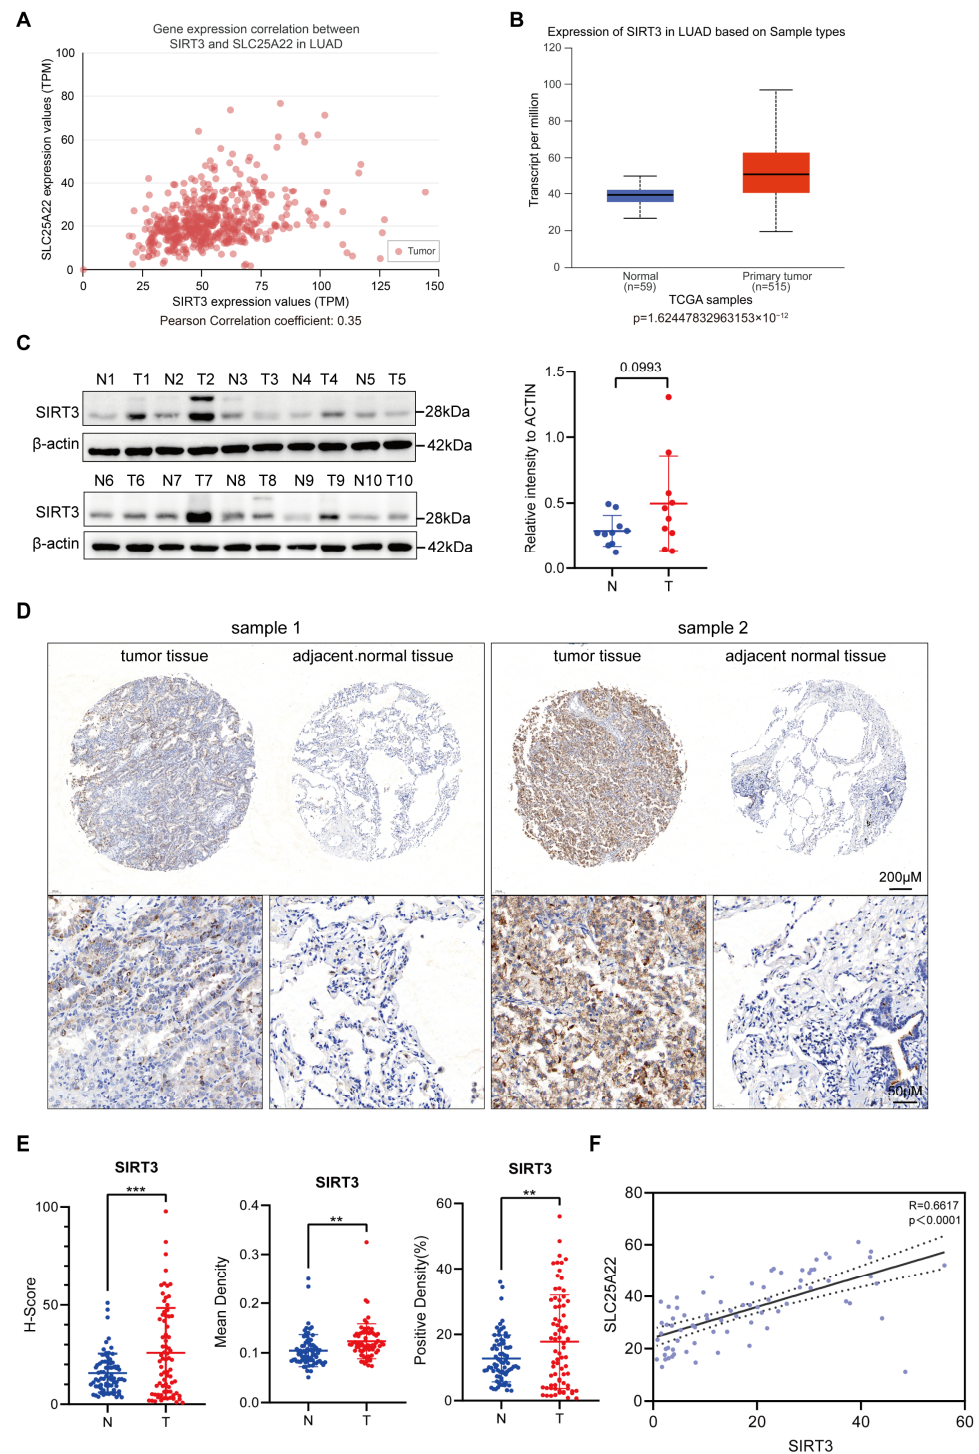 A
Gene expression correlation between
SIRT3 and SLC25A22 in LUAD
SLC25A22 expression values (TPM)
100
80
60
40
20
0
0 25 50 75 100 125 150
Tumor
SIRT3 expression values (TPM)
Pearson Correlation coefficient: 0.35
B
Expression of SIRT3 in LUAD based on Sample types
Transcript per million
120
100
80
60
40
20
0
Normal
(n=59)
Primary tumor
(n=515)
TCGA samples
p=1.62447832963153×10⁻¹²
C
N1 T1 N2 T2 N3 T3 N4 T4 N5 T5
SIRT3
28kDa
β-actin
42kDa
N6 T6 N7 T7 N8 T8 N9 T9 N10 T10
SIRT3
28kDa
β-actin
42kDa
Relative intensity to ACTIN
1.5
1.0
0.5
0.0
0.0993
N T
D
sample 1
sample 2
tumor tissue
adjacent normal tissue
tumor tissue
adjacent normal tissue
200μM
50μM
E
SIRT3
H-Score
100
50
0
***
N T
SIRT3
Mean Dencity
0.4
0.3
0.2
0.1
0.0
**
N T
SIRT3
Positive Density(%)
60
40
20
0
**
N T
F
SLC25A22
80
60
40
20
0
R=0.6617
p<0.0001
0 20 40 60
SIRT3